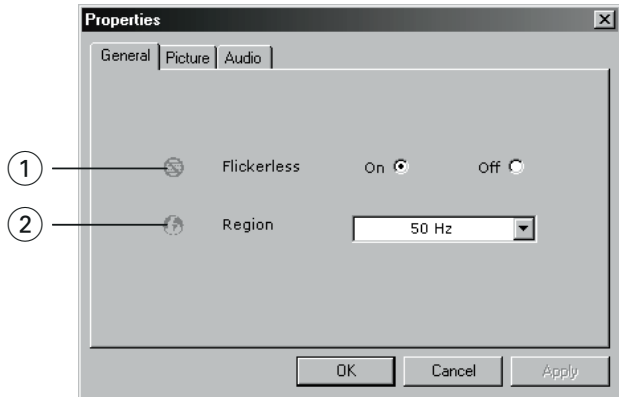 Properties
General Picture Audio
1 Flickerless On Off
2 Region 50 Hz
OK Cancel Apply